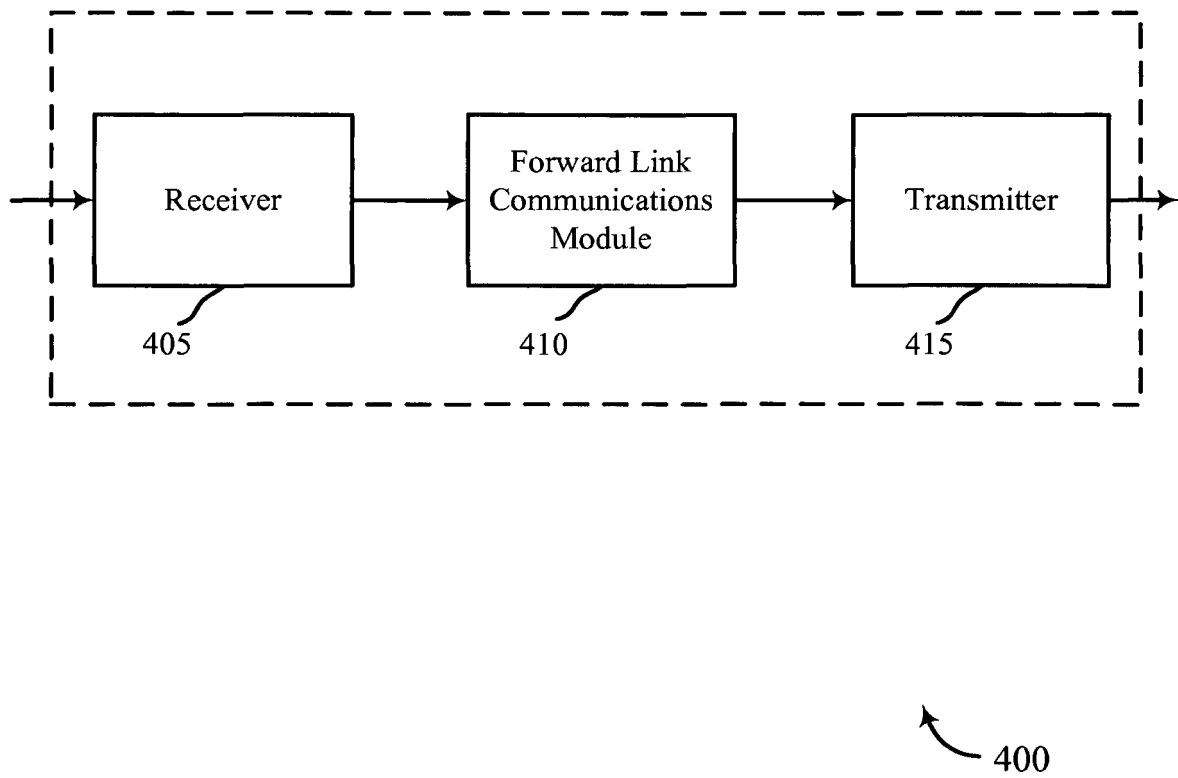 Receiver
Forward Link
Communications
Module
Transmitter
405
410
415
400